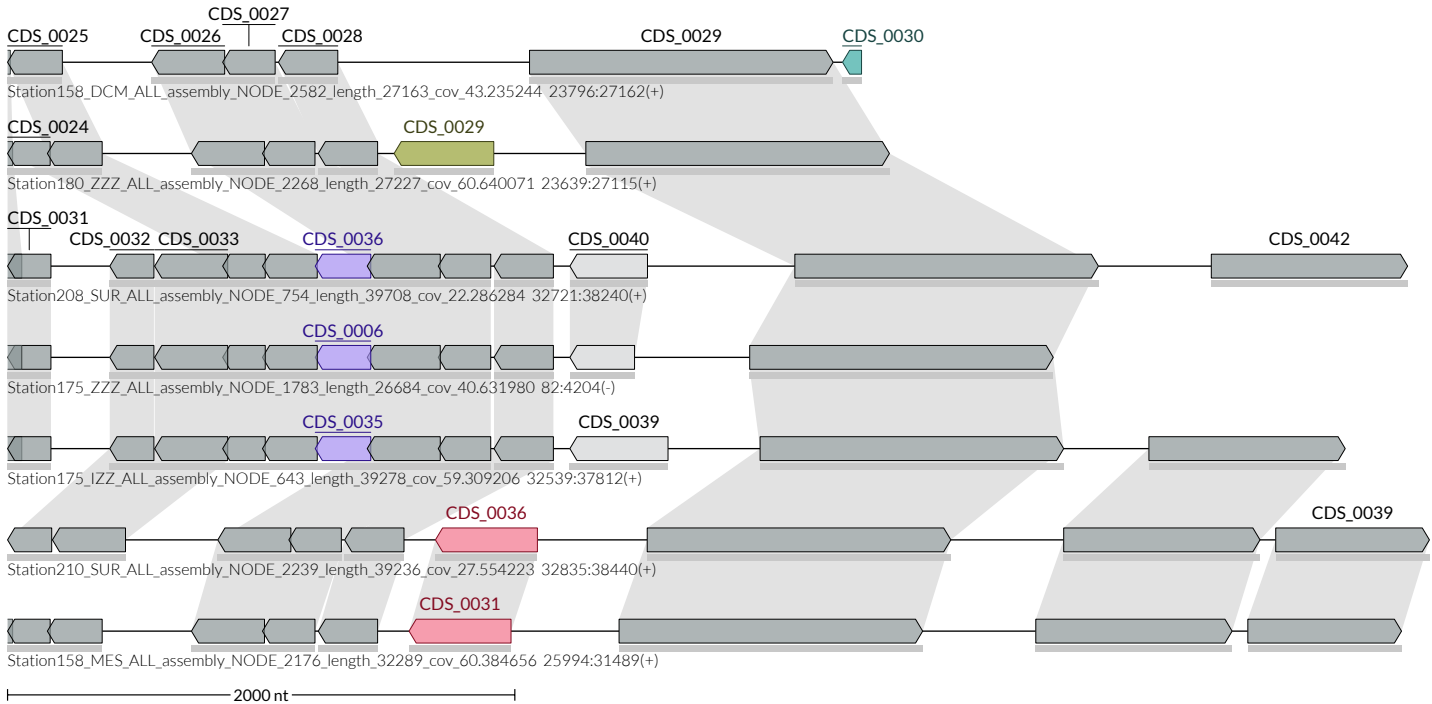 CDS_0027
CDS_0025 CDS_0026 CDS_0028 CDS_0029 CDS_0030
Station158_DCM_ALL_assembly_NODE_2582_length_27163_cov_43.235244 23796:27162(+)
CDS_0024 CDS_0029
Station180_ZZZ_ALL_assembly_NODE_2268_length_27227_cov_60.640071 23639:27115(+)
CDS_0031
CDS_0032 CDS_0033 CDS_0036 CDS_0040 CDS_0042
Station208_SUR_ALL_assembly_NODE_754_length_39708_cov_22.286284 32721:38240(+)
CDS_0006
Station175_ZZZ_ALL_assembly_NODE_1783_length_26684_cov_40.631980 82:4204(-)
CDS_0035 CDS_0039
Station175_IZZ_ALL_assembly_NODE_643_length_39278_cov_59.309206 32539:37812(+)
CDS_0036 CDS_0039
Station210_SUR_ALL_assembly_NODE_2239_length_39236_cov_27.554223 32835:38440(+)
CDS_0031
Station158_MES_ALL_assembly_NODE_2176_length_32289_cov_60.384656 25994:31489(+)
2000 nt